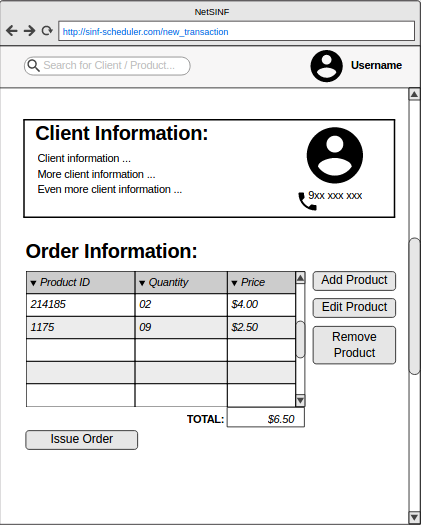 NetSINF
http://sinf-scheduler.com/new_transaction
Search for Client / Product...
Username
Client Information:
Client information ...
More client information ...
Even more client information ...
9xx xxx xxx
Order Information:
Product ID Quantity Price
214185 02 $4.00
1175 09 $2.50
Add Product
Edit Product
Remove
Product
TOTAL: $6.50
Issue Order